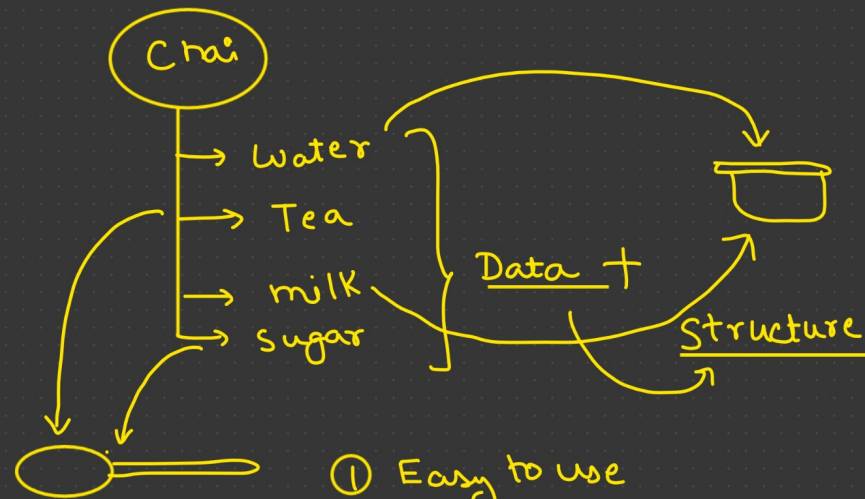 Chai
water
Tea
milk
sugar
Data +
Structure
① Easy to use